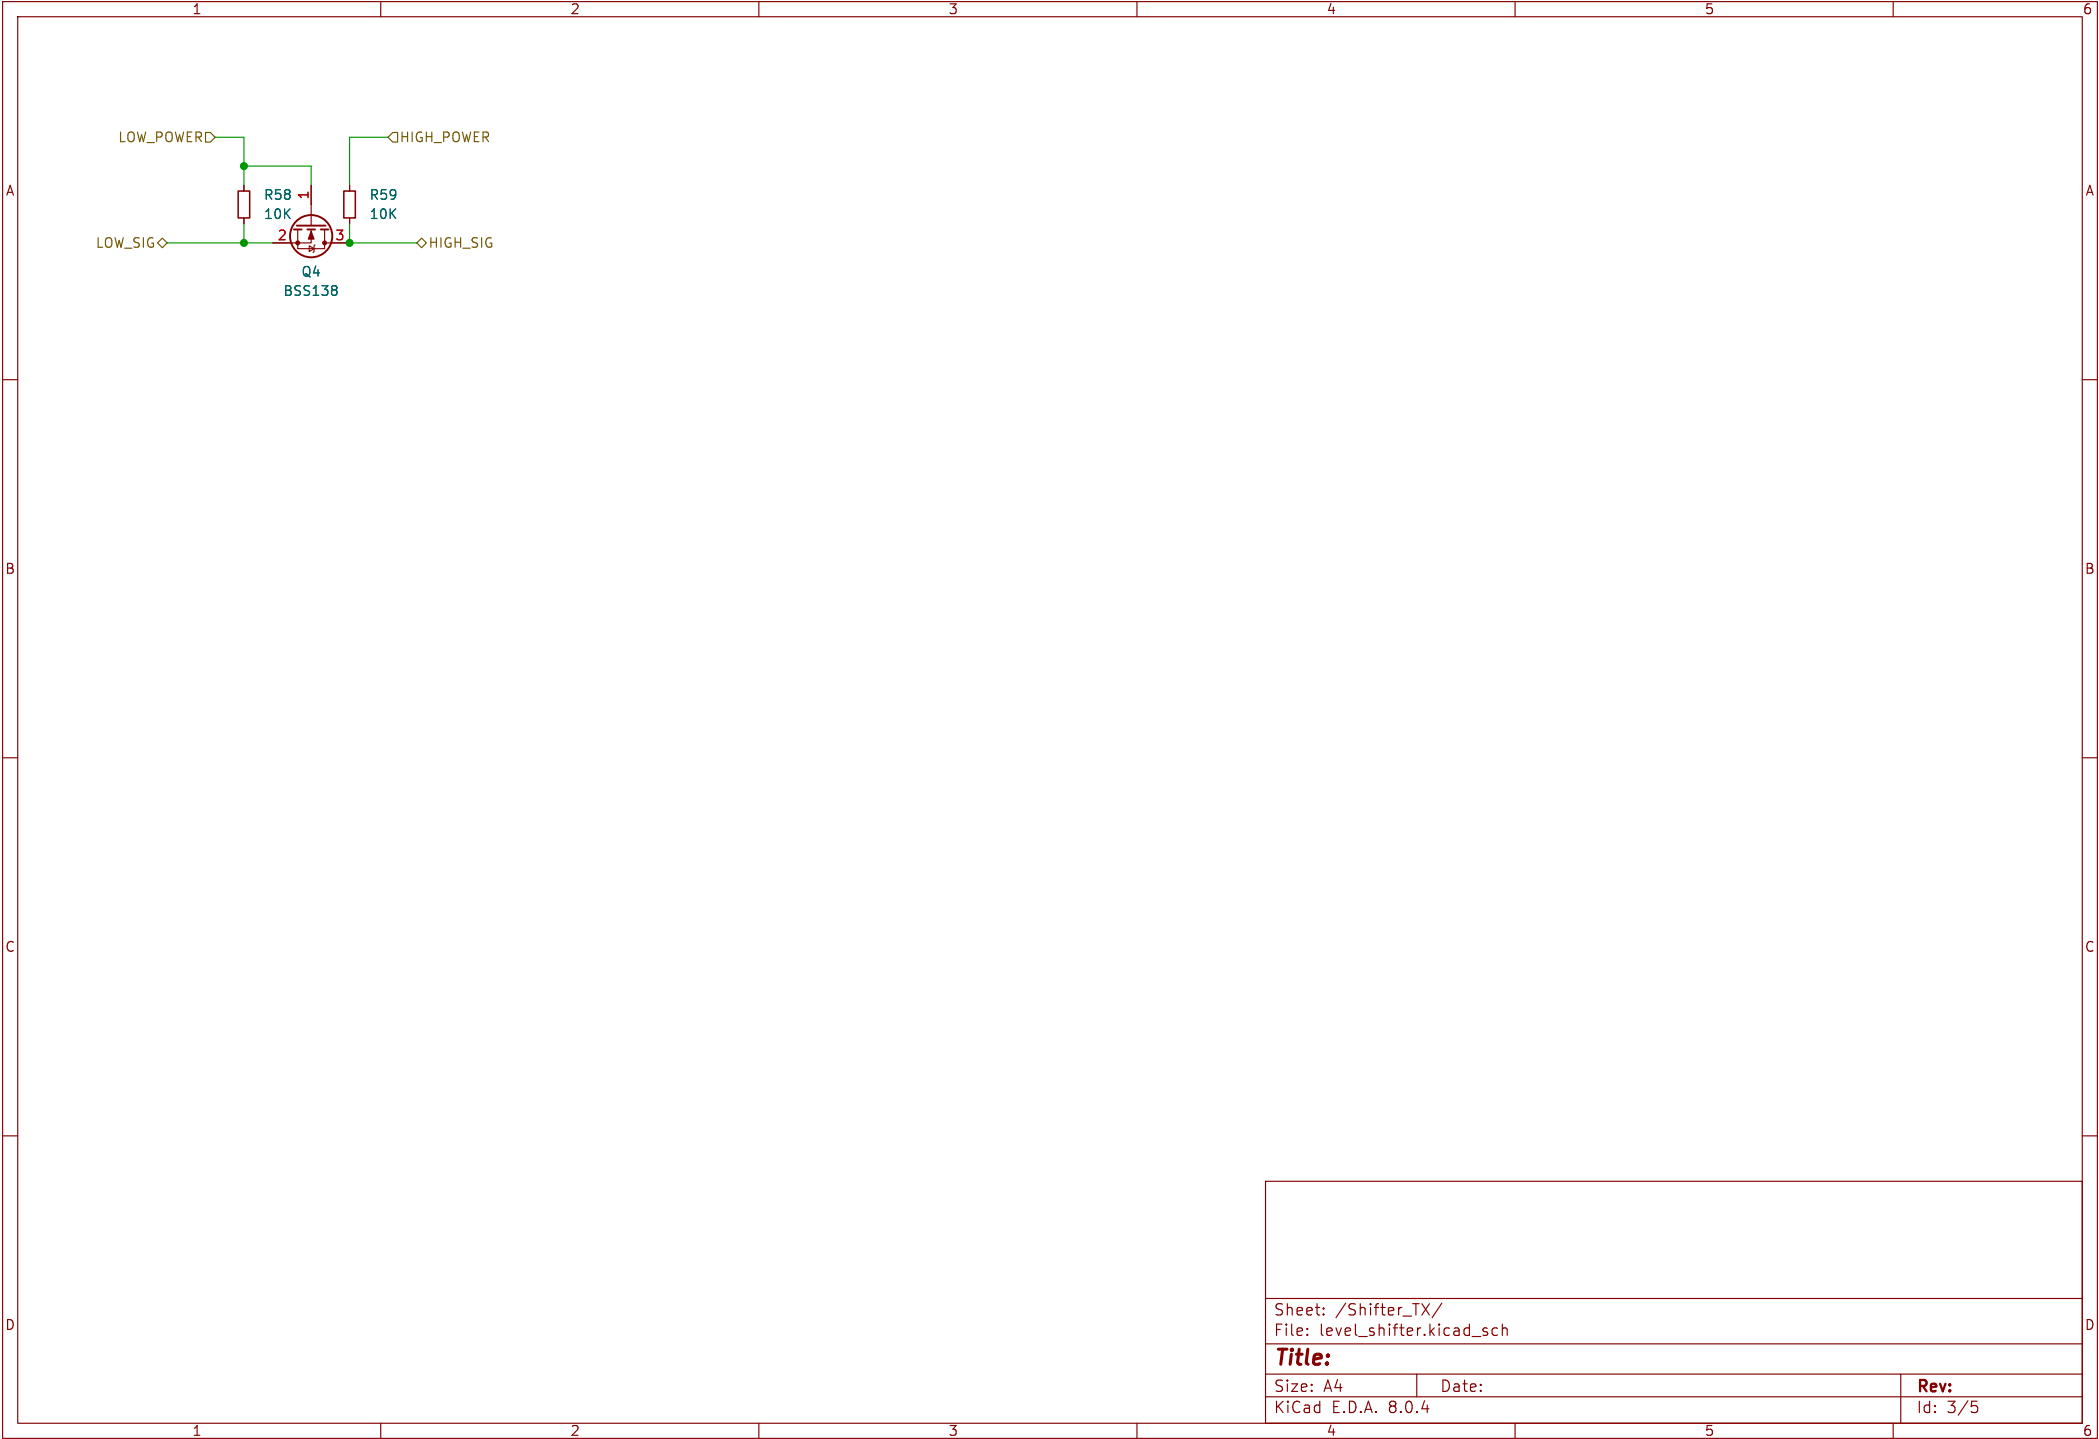 1 2 3 4 5 6
LOW_POWER
HIGH_POWER
A
A
R58
10K
1
R59
10K
LOW_SIG
2
3
HIGH_SIG
Q4
BSS138
B
B
C
C
D
D
Sheet: /Shifter_TX/
File: level_shifter.kicad_sch
Title:
Size: A4
Date:
Rev:
KiCad E.D.A. 8.0.4
Id: 3/5
1 2 3 4 5 6